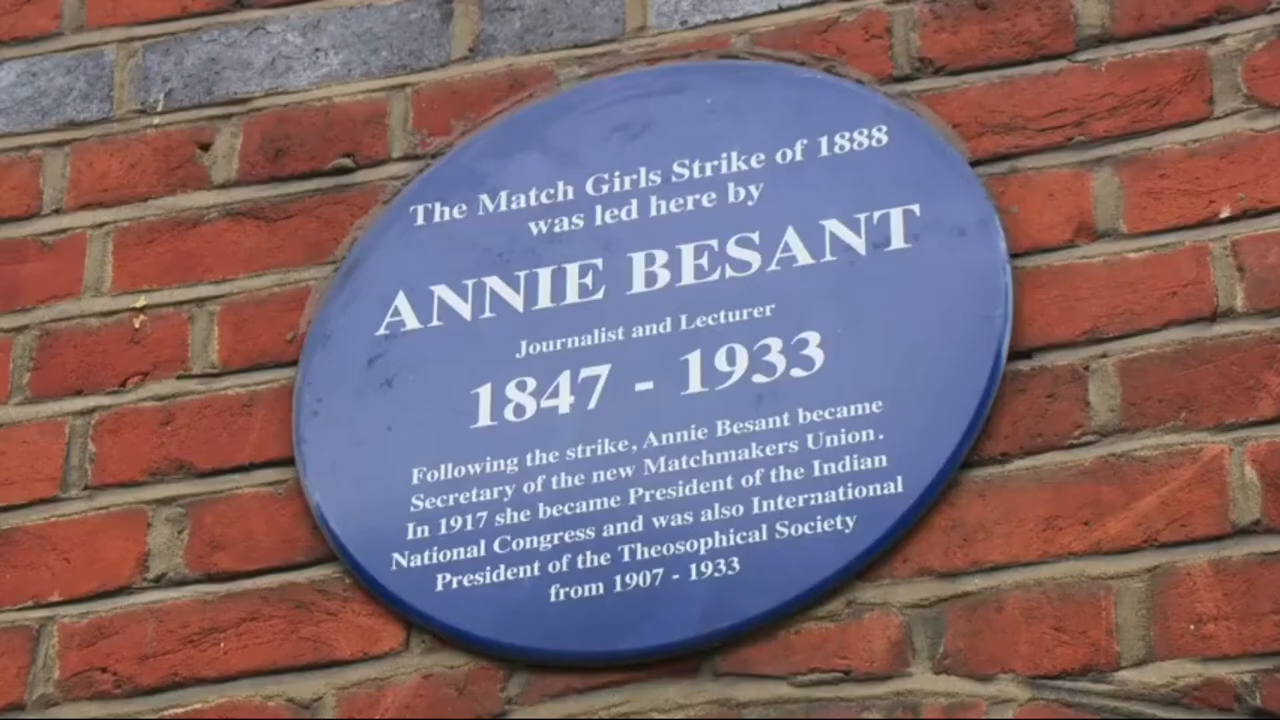 The Match Girls Strike of 1888
was led here by
ANNIE BESANT
Journalist and Lecturer
1847 - 1933
Following the strike, Annie Besant became
Secretary of the new Matchmakers Union.
In 1917 she became President of the Indian
National Congress and was also International
President of the Theosophical Society
from 1907 - 1933